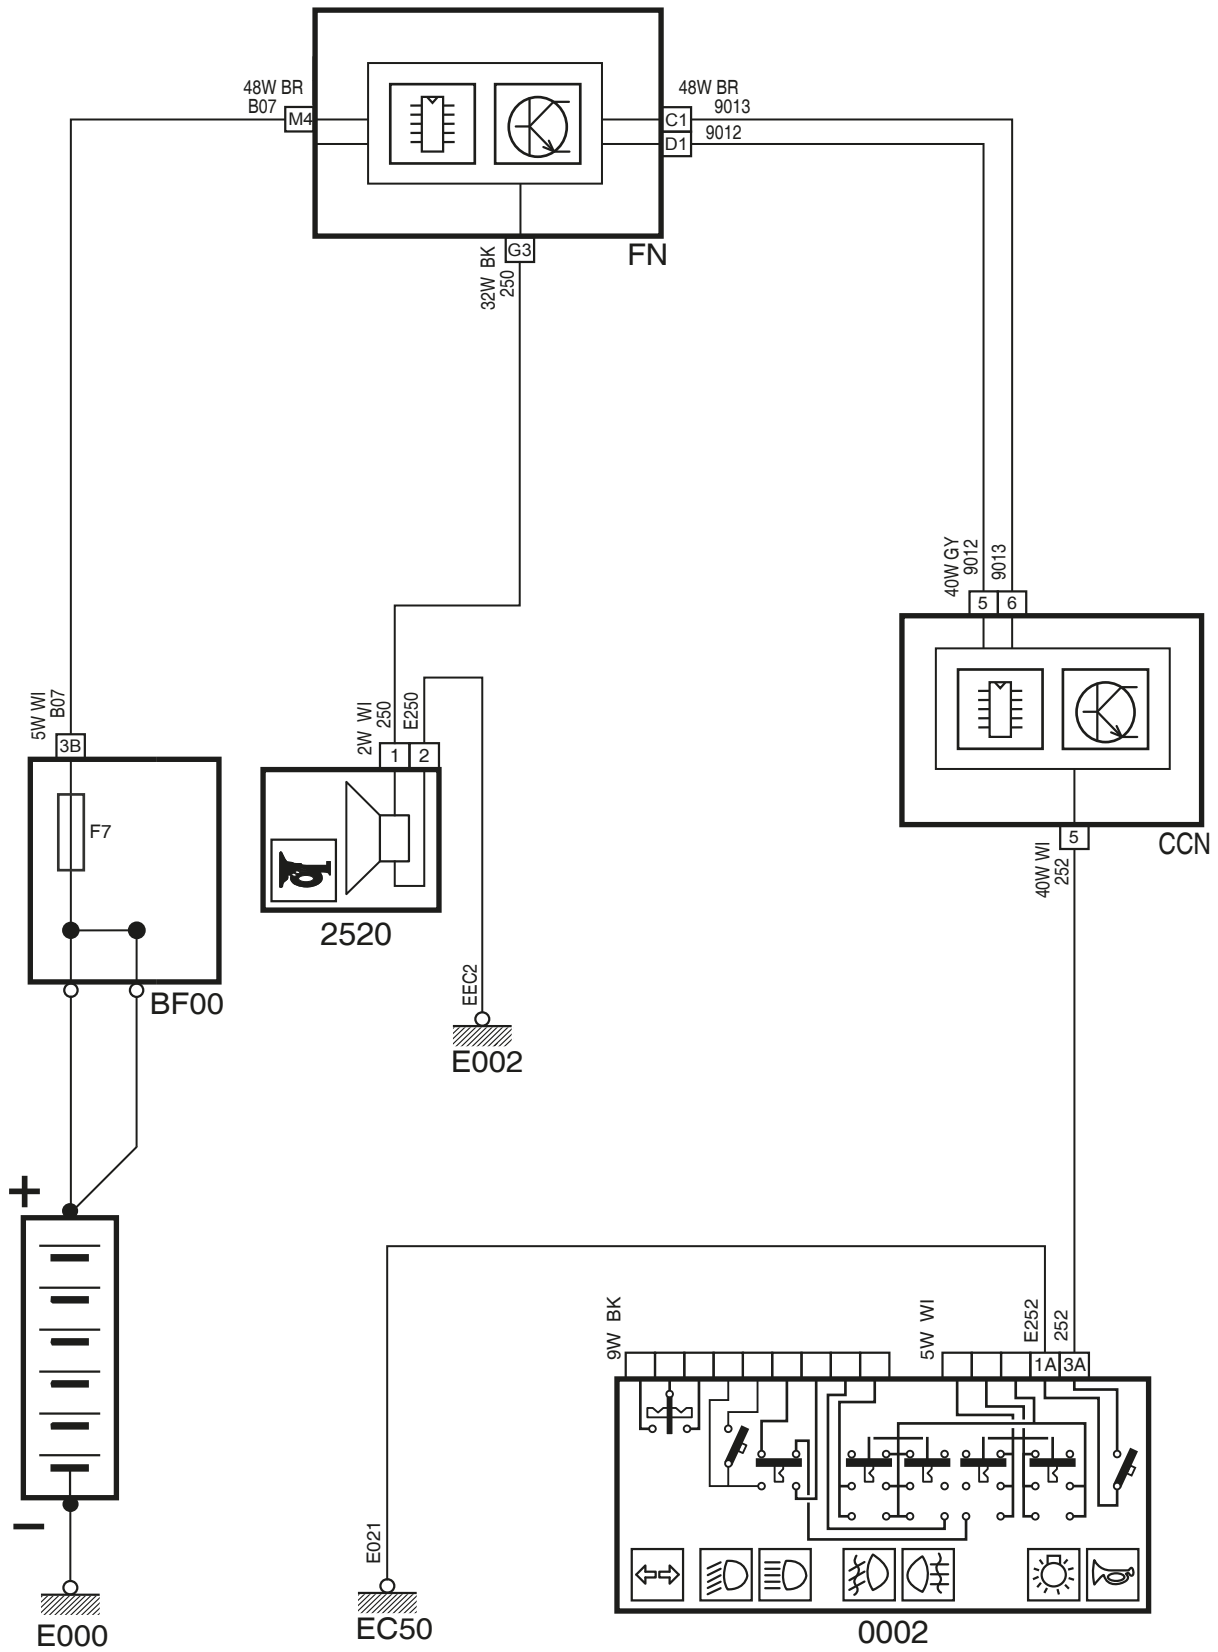 48W BR
B07
M4
48W BR
9013
C1
9012
D1
FN
G3
32W BK
250
40W GY
9012
9013
5
6
5W WI
B07
3B
F7
BF00
2W WI
250
E250
1
2
2520
EEC2
E002
CCN
5
40W WI
252
+
–
E000
E021
EC50
9W BK
5W WI
E252
252
1A
3A
0002